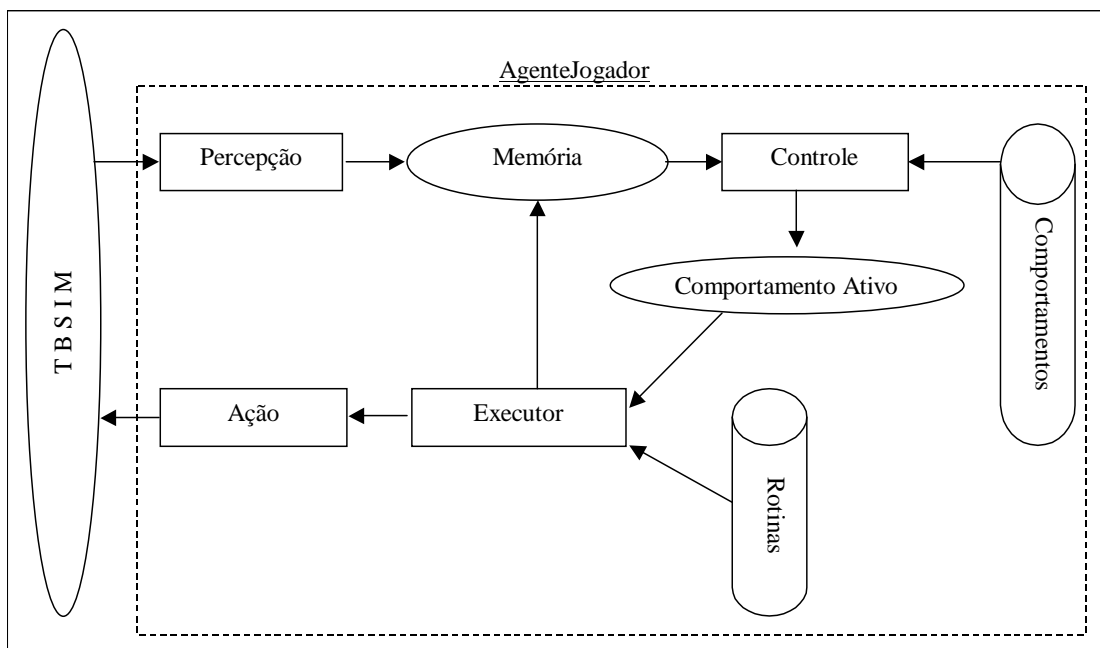 AgenteJogador
Percepção
Memória
Controle
Comportamentos
Comportamento Ativo
T B S I M
Ação
Executor
Rotinas